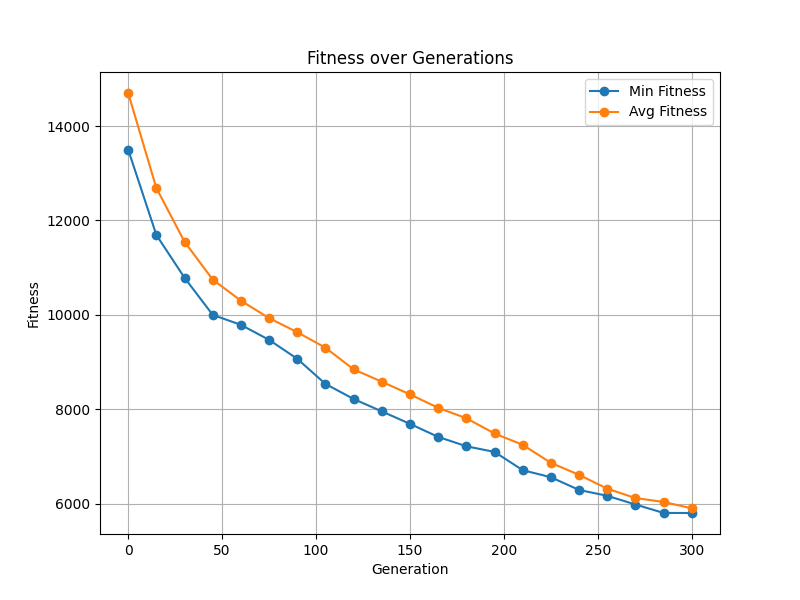 Fitness over Generations
Min Fitness
Avg Fitness
14000
12000
10000
8000
6000
Fitness
0 50 100 150 200 250 300
Generation